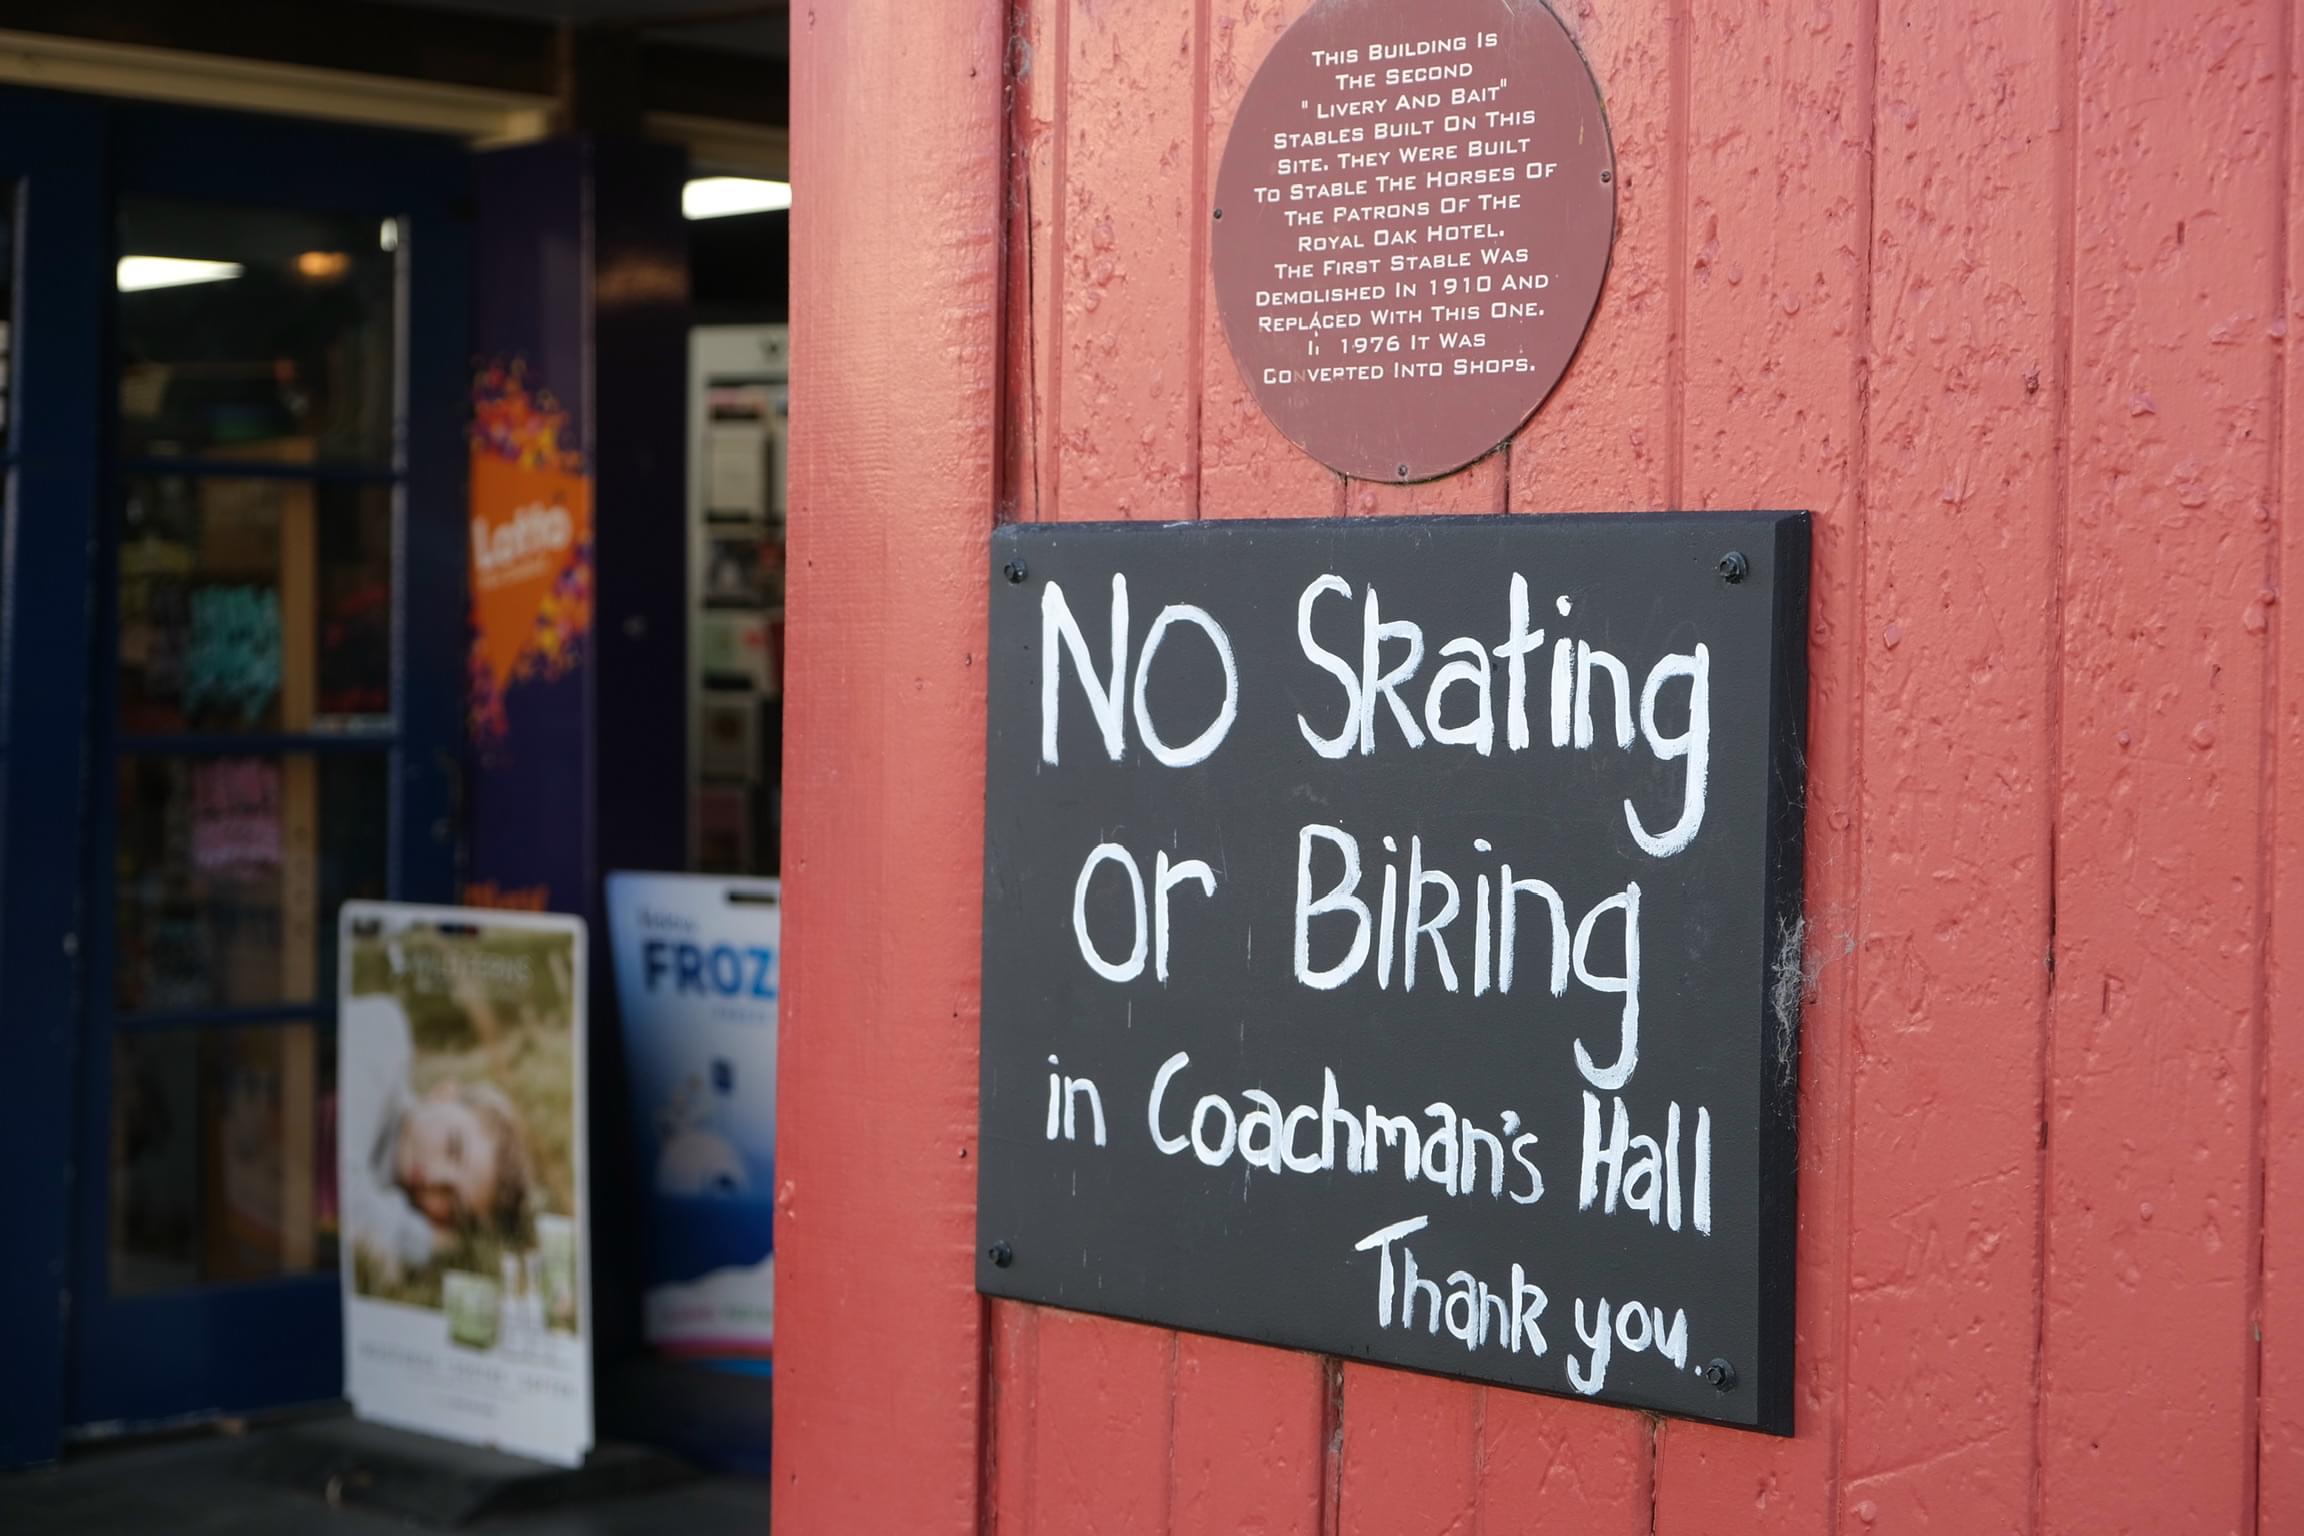 THIS BUILDING IS
THE SECOND
" LIVERY AND BAIT"
STABLES BUILT ON THIS
SITE. THEY WERE BUILT
TO STABLE THE HORSES OF
THE PATRONS OF THE
ROYAL OAK HOTEL.
THE FIRST STABLE WAS
DEMOLISHED IN 1910 AND
REPLACED WITH THIS ONE.
1976 IT WAS
CONVERTED INTO SHOPS.
NO Skating
or Biking
in Coachman's Hall
Thank you.
Lotto
FROZ